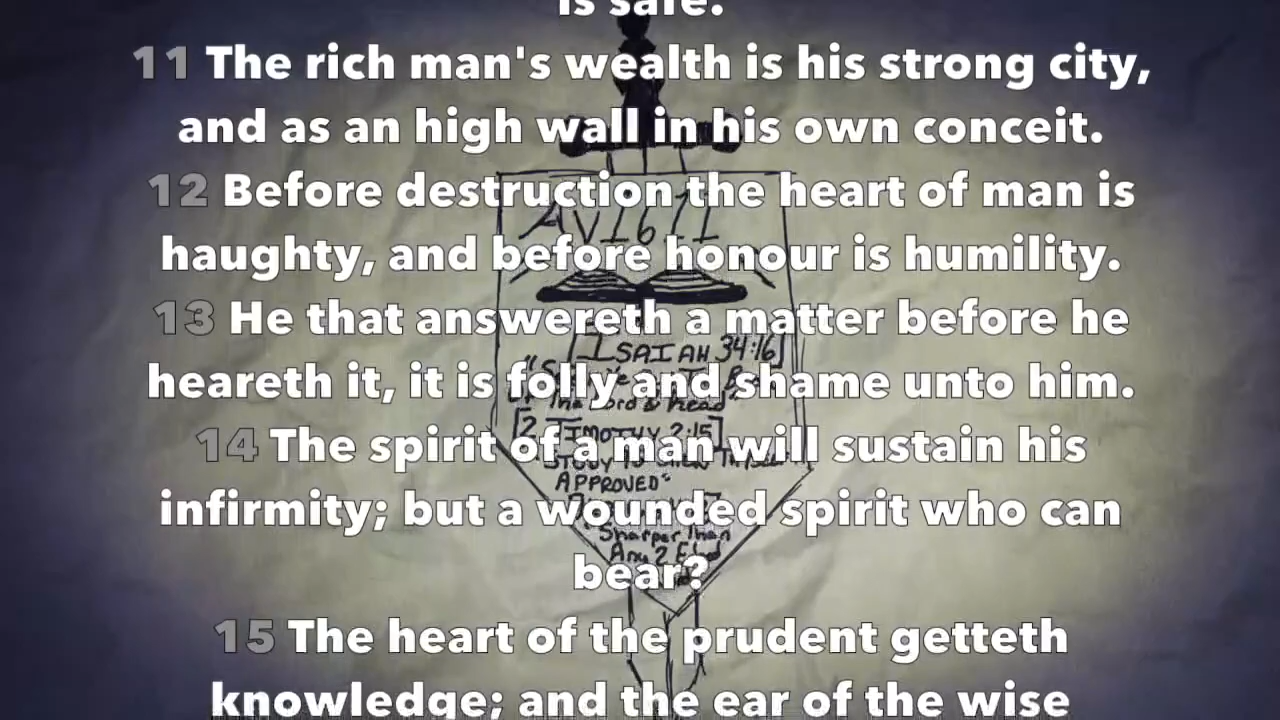 is safe.
11 The rich man's wealth is his strong city,
and as an high wall in his own conceit.
12 Before destruction the heart of man is
haughty, and before honour is humility.
13 He that answereth a matter before he
heareth it, it is folly and shame unto him.
14 The spirit of a man will sustain his
infirmity; but a wounded spirit who can
bear?
15 The heart of the prudent getteth
knowledge; and the ear of the wise
AV1611
[ISAIAH 34:16]
The Lord & Read"
[2 TIMOTHY 2:15]
STUDY TO
APPROVED"
"Sharper Than
Any 2 Edged